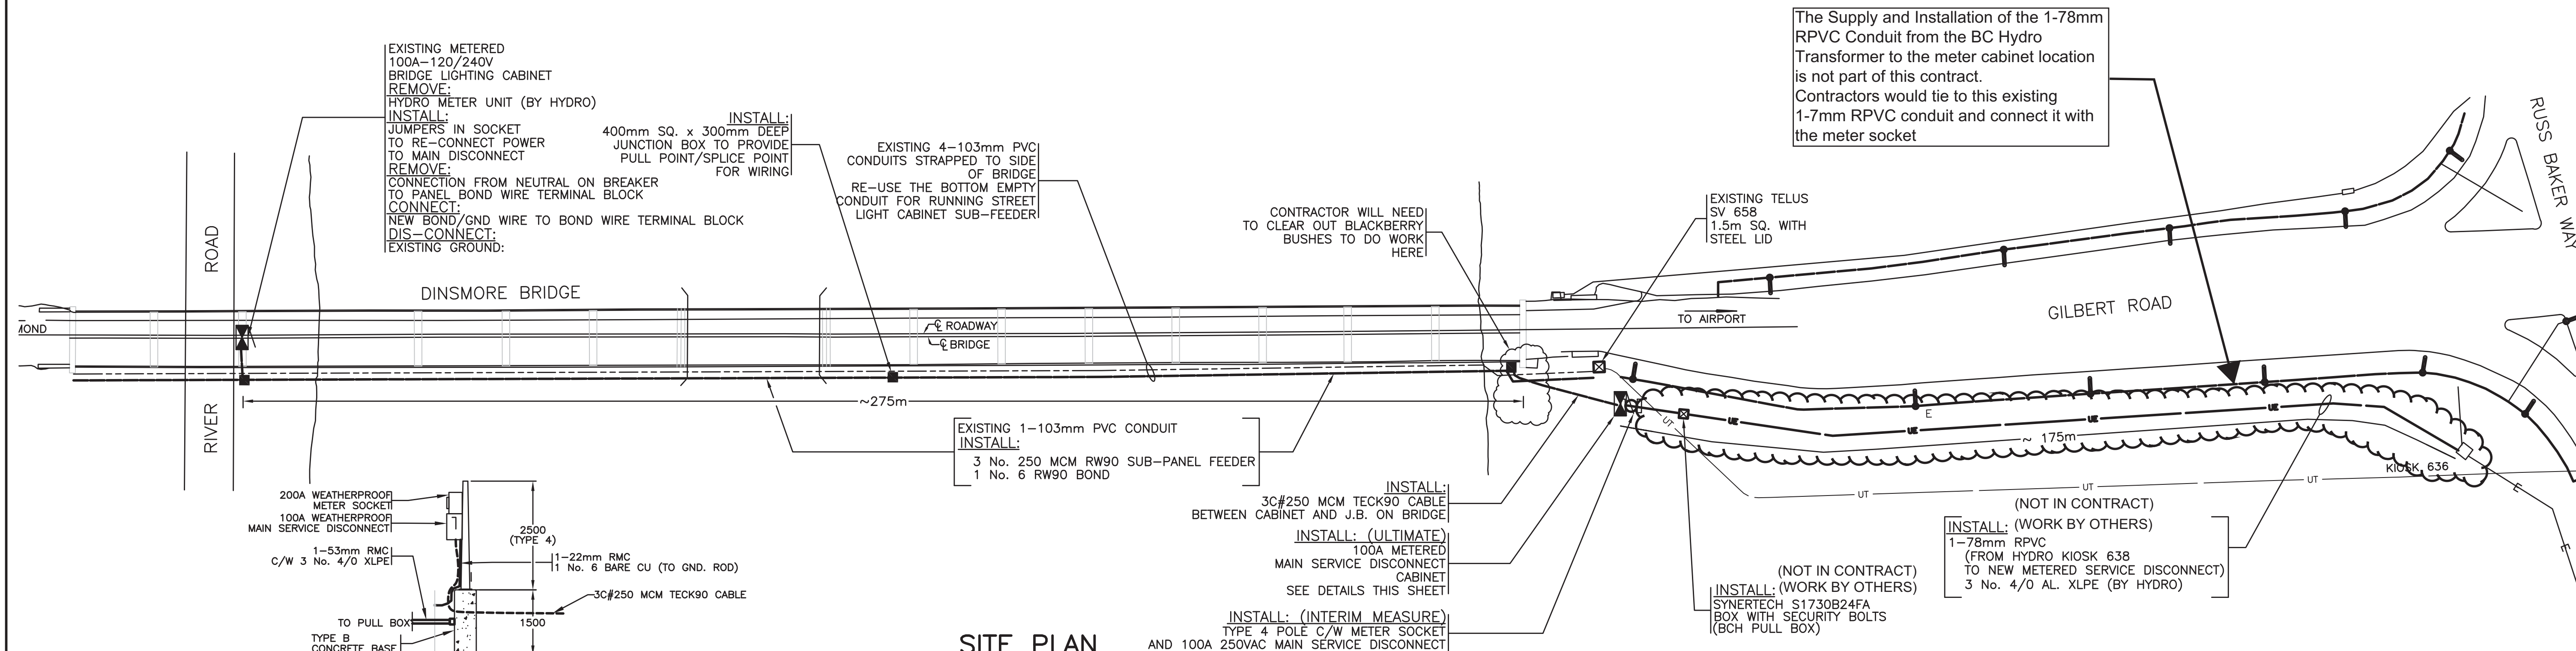 The Supply and Installation of the 1-78mm
RPVC Conduit from the BC Hydro
Transformer to the meter cabinet location
is not part of this contract.
Contractors would tie to this existing
1-7mm RPVC conduit and connect it with
the meter socket
EXISTING METERED
100A-120/240V
BRIDGE LIGHTING CABINET
REMOVE:
HYDRO METER UNIT (BY HYDRO)
INSTALL:
JUMPERS IN SOCKET
TO RE-CONNECT POWER
TO MAIN DISCONNECT
REMOVE:
CONNECTION FROM NEUTRAL ON BREAKER
TO PANEL BOND WIRE TERMINAL BLOCK
CONNECT:
NEW BOND/GND WIRE TO BOND WIRE TERMINAL BLOCK
DIS-CONNECT:
EXISTING GROUND:
INSTALL:
400mm SQ. x 300mm DEEP
JUNCTION BOX TO PROVIDE
PULL POINT/SPLICE POINT
FOR WIRING
EXISTING 4-103mm PVC
CONDUITS STRAPPED TO SIDE
OF BRIDGE
RE-USE THE BOTTOM EMPTY
CONDUIT FOR RUNNING STREET
LIGHT CABINET SUB-FEEDER
CONTRACTOR WILL NEED
TO CLEAR OUT BLACKBERRY
BUSHES TO DO WORK
HERE
EXISTING TELUS
SV 658
1.5m SQ. WITH
STEEL LID
RUSS BAKER WAY
ROAD
RIVER
DINSMORE BRIDGE
MOND
℄ ROADWAY
℄ BRIDGE
TO AIRPORT
GILBERT ROAD
~275m
E
UE
UE
UE
UE
~ 175m
UT
UT
UT
UT
KIOSK 636
E
E
EXISTING 1-103mm PVC CONDUIT
INSTALL:
3 No. 250 MCM RW90 SUB-PANEL FEEDER
1 No. 6 RW90 BOND
INSTALL:
3C#250 MCM TECK90 CABLE
BETWEEN CABINET AND J.B. ON BRIDGE
INSTALL: (ULTIMATE)
100A METERED
MAIN SERVICE DISCONNECT
CABINET
SEE DETAILS THIS SHEET
INSTALL: (INTERIM MEASURE)
TYPE 4 POLE C/W METER SOCKET
AND 100A 250VAC MAIN SERVICE DISCONNECT
(NOT IN CONTRACT)
INSTALL: (WORK BY OTHERS)
SYNERTECH S1730B24FA
BOX WITH SECURITY BOLTS
(BCH PULL BOX)
(NOT IN CONTRACT)
INSTALL: (WORK BY OTHERS)
1-78mm RPVC
(FROM HYDRO KIOSK 638
TO NEW METERED SERVICE DISCONNECT)
3 No. 4/0 AL. XLPE (BY HYDRO)
200A WEATHERPROOF
METER SOCKET
100A WEATHERPROOF
MAIN SERVICE DISCONNECT
1-53mm RMC
C/W 3 No. 4/0 XLPE
2500
(TYPE 4)
1-22mm RMC
1 No. 6 BARE CU (TO GND. ROD)
3C#250 MCM TECK90 CABLE
TO PULL BOX
1500
TYPE B
CONCRETE BASE
SITE PLAN